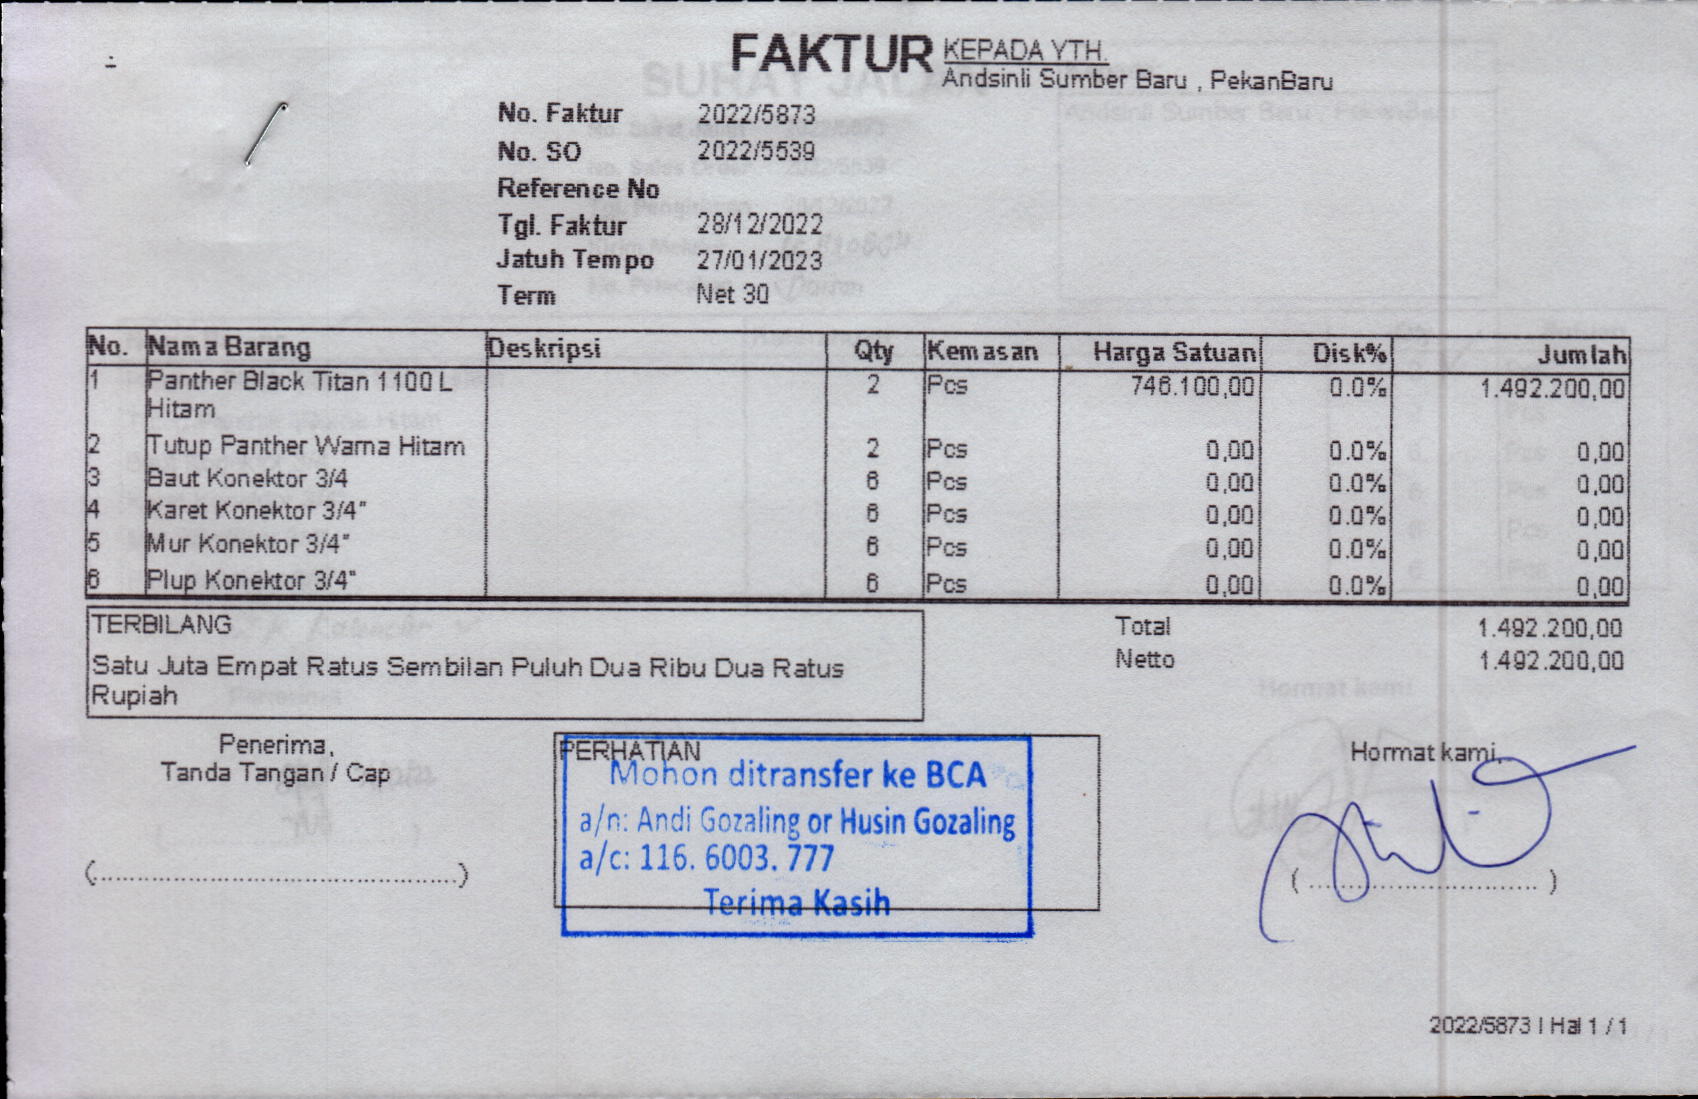 FAKTUR
KEPADA YTH.
Andsinli Sumber Baru , PekanBaru
No. Faktur 2022/5873
No. SO 2022/5539
Reference No
Tgl. Faktur 28/12/2022
Jatuh Tempo 27/01/2023
Term Net 30
No. Nama Barang Deskripsi Qty Kemasan Harga Satuan Disk% Jumlah
1 Panther Black Titan 1100 L 2 Pcs 746.100,00 0.0% 1.492.200,00
Hitam
2 Tutup Panther Warna Hitam 2 Pcs 0,00 0.0% 0,00
3 Baut Konektor 3/4 6 Pcs 0,00 0.0% 0,00
4 Karet Konektor 3/4" 6 Pcs 0,00 0.0% 0,00
5 Mur Konektor 3/4" 6 Pcs 0,00 0.0% 0,00
6 Plup Konektor 3/4" 6 Pcs 0,00 0.0% 0,00
TERBILANG
Satu Juta Empat Ratus Sembilan Puluh Dua Ribu Dua Ratus
Rupiah
Total 1.492.200,00
Netto 1.492.200,00
Penerima,
Tanda Tangan / Cap
(..............................................)
PERHATIAN
Mohon ditransfer ke BCA
a/n: Andi Gozaling or Husin Gozaling
a/c: 116. 6003. 777
Terima Kasih
Hormat kami,
( ............................. )
2022/5873 | Hal 1 / 1